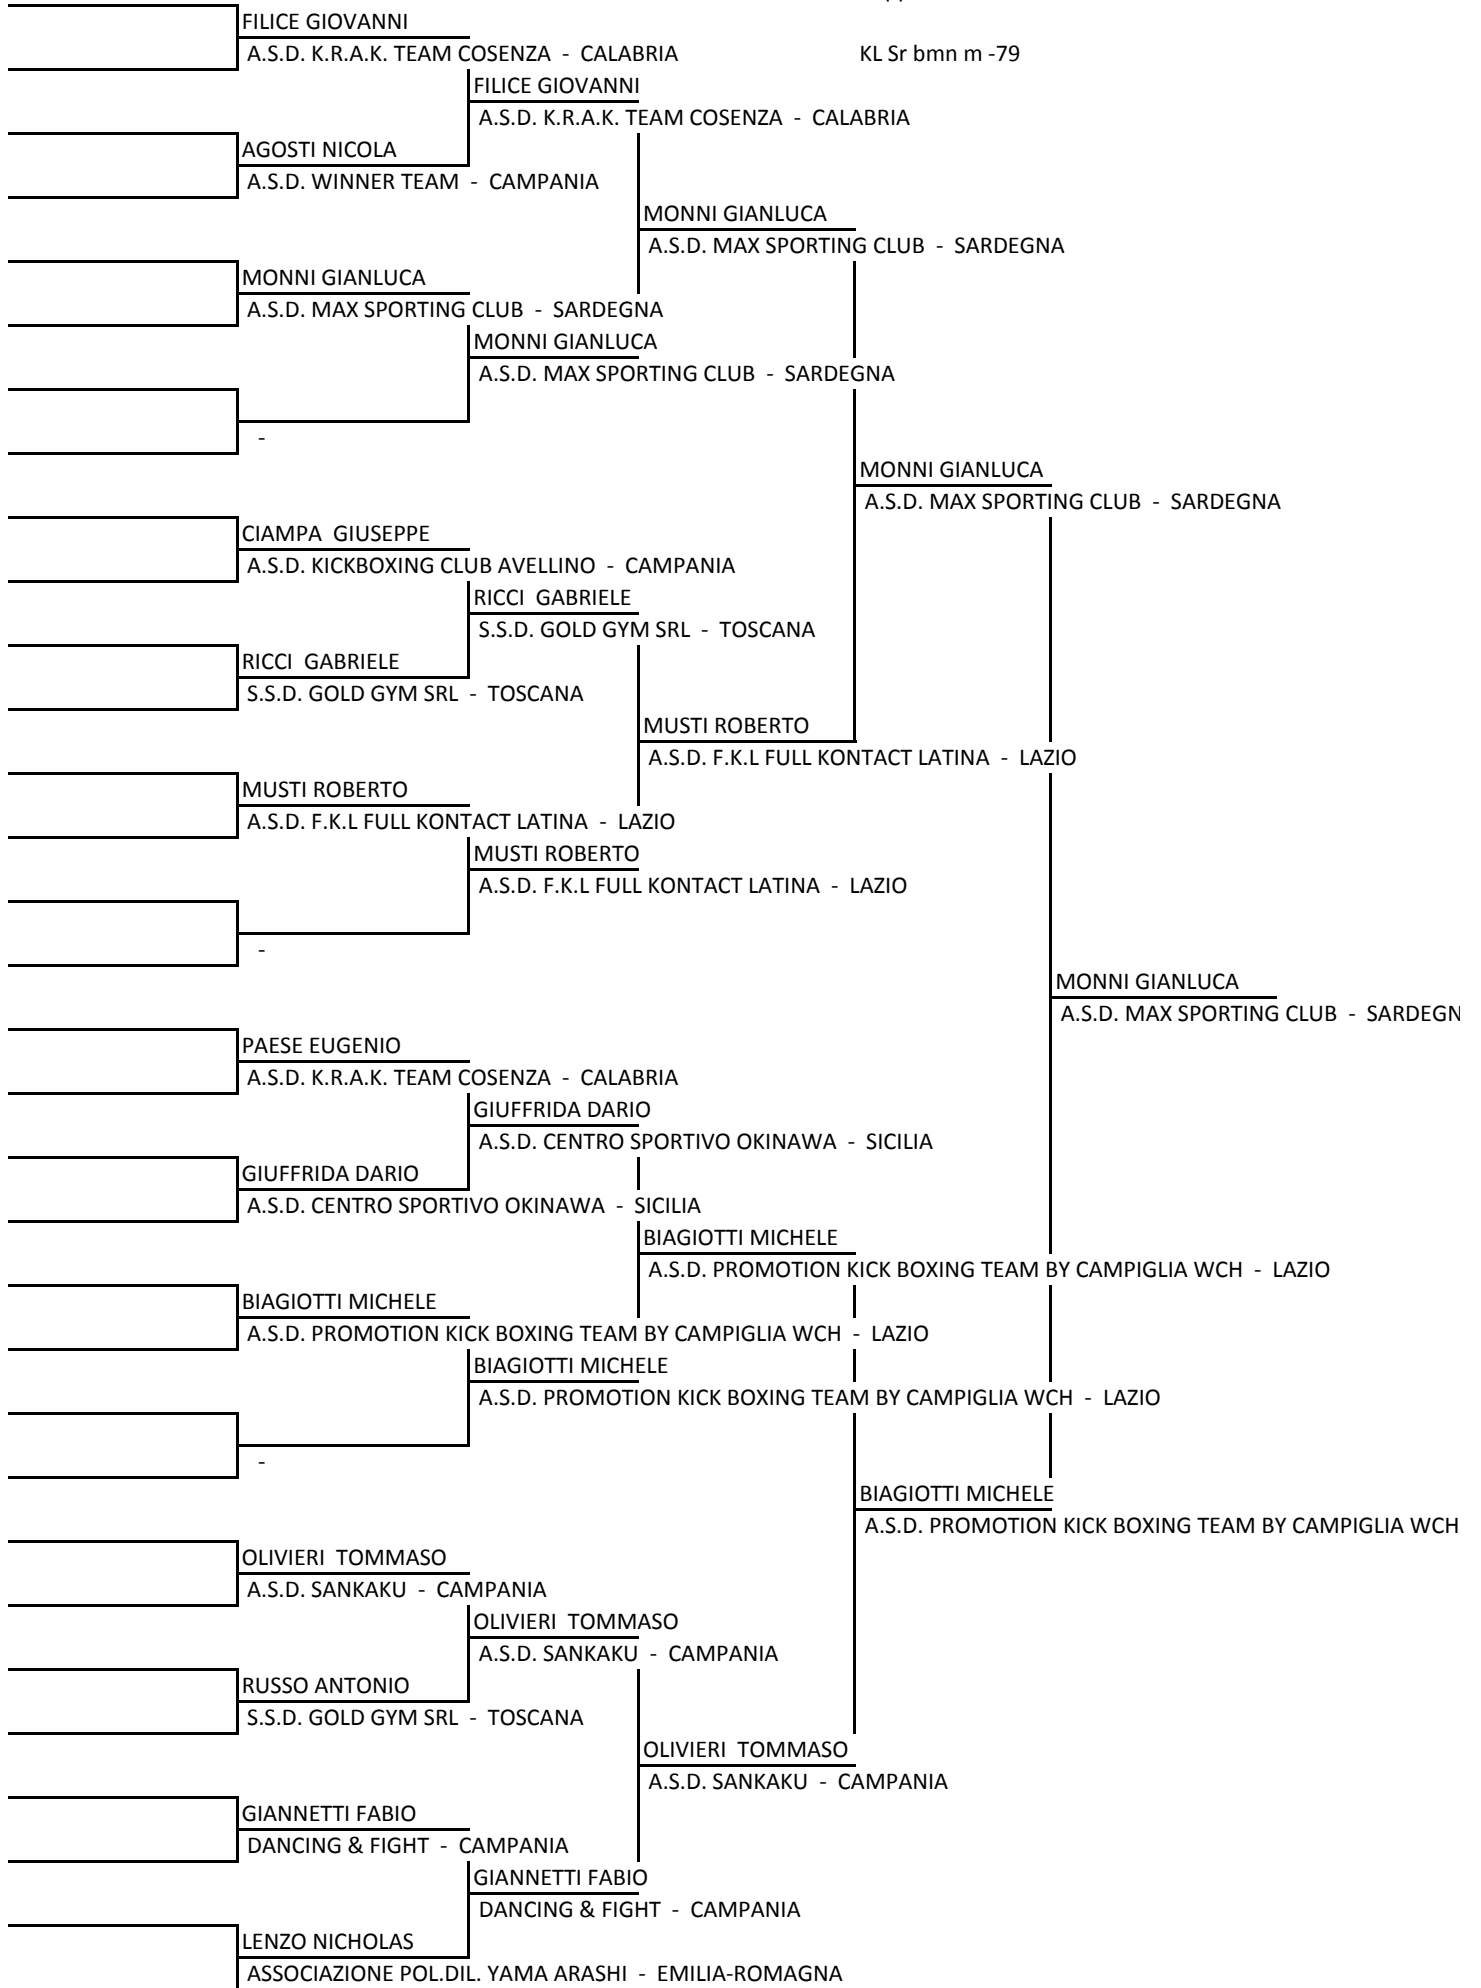 FILICE GIOVANNI
A.S.D. K.R.A.K. TEAM COSENZA - CALABRIA
KL Sr bmn m -79
FILICE GIOVANNI
A.S.D. K.R.A.K. TEAM COSENZA - CALABRIA
AGOSTI NICOLA
A.S.D. WINNER TEAM - CAMPANIA
MONNI GIANLUCA
A.S.D. MAX SPORTING CLUB - SARDEGNA
MONNI GIANLUCA
A.S.D. MAX SPORTING CLUB - SARDEGNA
MONNI GIANLUCA
A.S.D. MAX SPORTING CLUB - SARDEGNA
-
MONNI GIANLUCA
A.S.D. MAX SPORTING CLUB - SARDEGNA
CIAMPA GIUSEPPE
A.S.D. KICKBOXING CLUB AVELLINO - CAMPANIA
RICCI GABRIELE
S.S.D. GOLD GYM SRL - TOSCANA
RICCI GABRIELE
S.S.D. GOLD GYM SRL - TOSCANA
MUSTI ROBERTO
A.S.D. F.K.L FULL KONTACT LATINA - LAZIO
MUSTI ROBERTO
A.S.D. F.K.L FULL KONTACT LATINA - LAZIO
MUSTI ROBERTO
A.S.D. F.K.L FULL KONTACT LATINA - LAZIO
-
MONNI GIANLUCA
A.S.D. MAX SPORTING CLUB - SARDEGN
PAESE EUGENIO
A.S.D. K.R.A.K. TEAM COSENZA - CALABRIA
GIUFFRIDA DARIO
A.S.D. CENTRO SPORTIVO OKINAWA - SICILIA
GIUFFRIDA DARIO
A.S.D. CENTRO SPORTIVO OKINAWA - SICILIA
BIAGIOTTI MICHELE
A.S.D. PROMOTION KICK BOXING TEAM BY CAMPIGLIA WCH - LAZIO
BIAGIOTTI MICHELE
A.S.D. PROMOTION KICK BOXING TEAM BY CAMPIGLIA WCH - LAZIO
BIAGIOTTI MICHELE
A.S.D. PROMOTION KICK BOXING TEAM BY CAMPIGLIA WCH - LAZIO
-
BIAGIOTTI MICHELE
A.S.D. PROMOTION KICK BOXING TEAM BY CAMPIGLIA WCH
OLIVIERI TOMMASO
A.S.D. SANKAKU - CAMPANIA
OLIVIERI TOMMASO
A.S.D. SANKAKU - CAMPANIA
RUSSO ANTONIO
S.S.D. GOLD GYM SRL - TOSCANA
OLIVIERI TOMMASO
A.S.D. SANKAKU - CAMPANIA
GIANNETTI FABIO
DANCING & FIGHT - CAMPANIA
GIANNETTI FABIO
DANCING & FIGHT - CAMPANIA
LENZO NICHOLAS
ASSOCIAZIONE POL.DIL. YAMA ARASHI - EMILIA-ROMAGNA